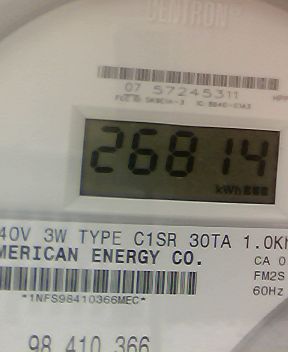 CENTRON®
07 57245311
26814
kWh
40V 3W TYPE C1SR 30TA 1.0Kh
MERICAN ENERGY CO.
CA 0
FM2S
60Hz
*1NFS98410366MEC*
98 410 366